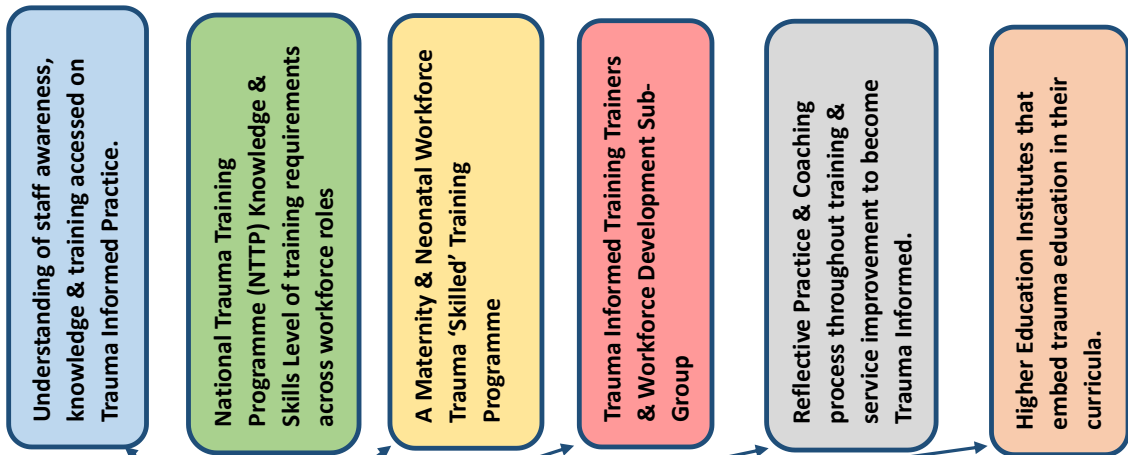 Understanding of staff awareness,
knowledge & training accessed on
Trauma Informed Practice.
National Trauma Training
Programme (NTTP) Knowledge &
Skills Level of training requirements
across workforce roles
A Maternity & Neonatal Workforce
Trauma ‘Skilled’ Training
Programme
Trauma Informed Training Trainers
& Workforce Development Sub-
Group
Reflective Practice & Coaching
process throughout training &
service improvement to become
Trauma Informed.
Higher Education Institutes that
embed trauma education in their
curricula.